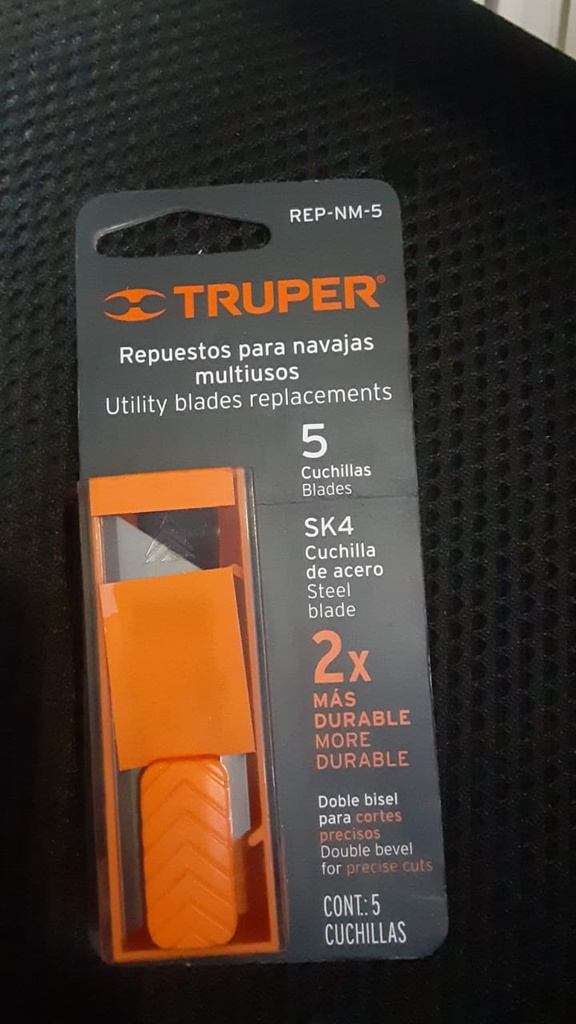 REP-NM-5
TRUPER®
Repuestos para navajas
multiusos
Utility blades replacements
5
Cuchillas
Blades
SK4
Cuchilla
de acero
Steel
blade
2x
MÁS
DURABLE
MORE
DURABLE
Doble bisel
para cortes
precisos
Double bevel
for precise cuts
CONT.: 5
CUCHILLAS